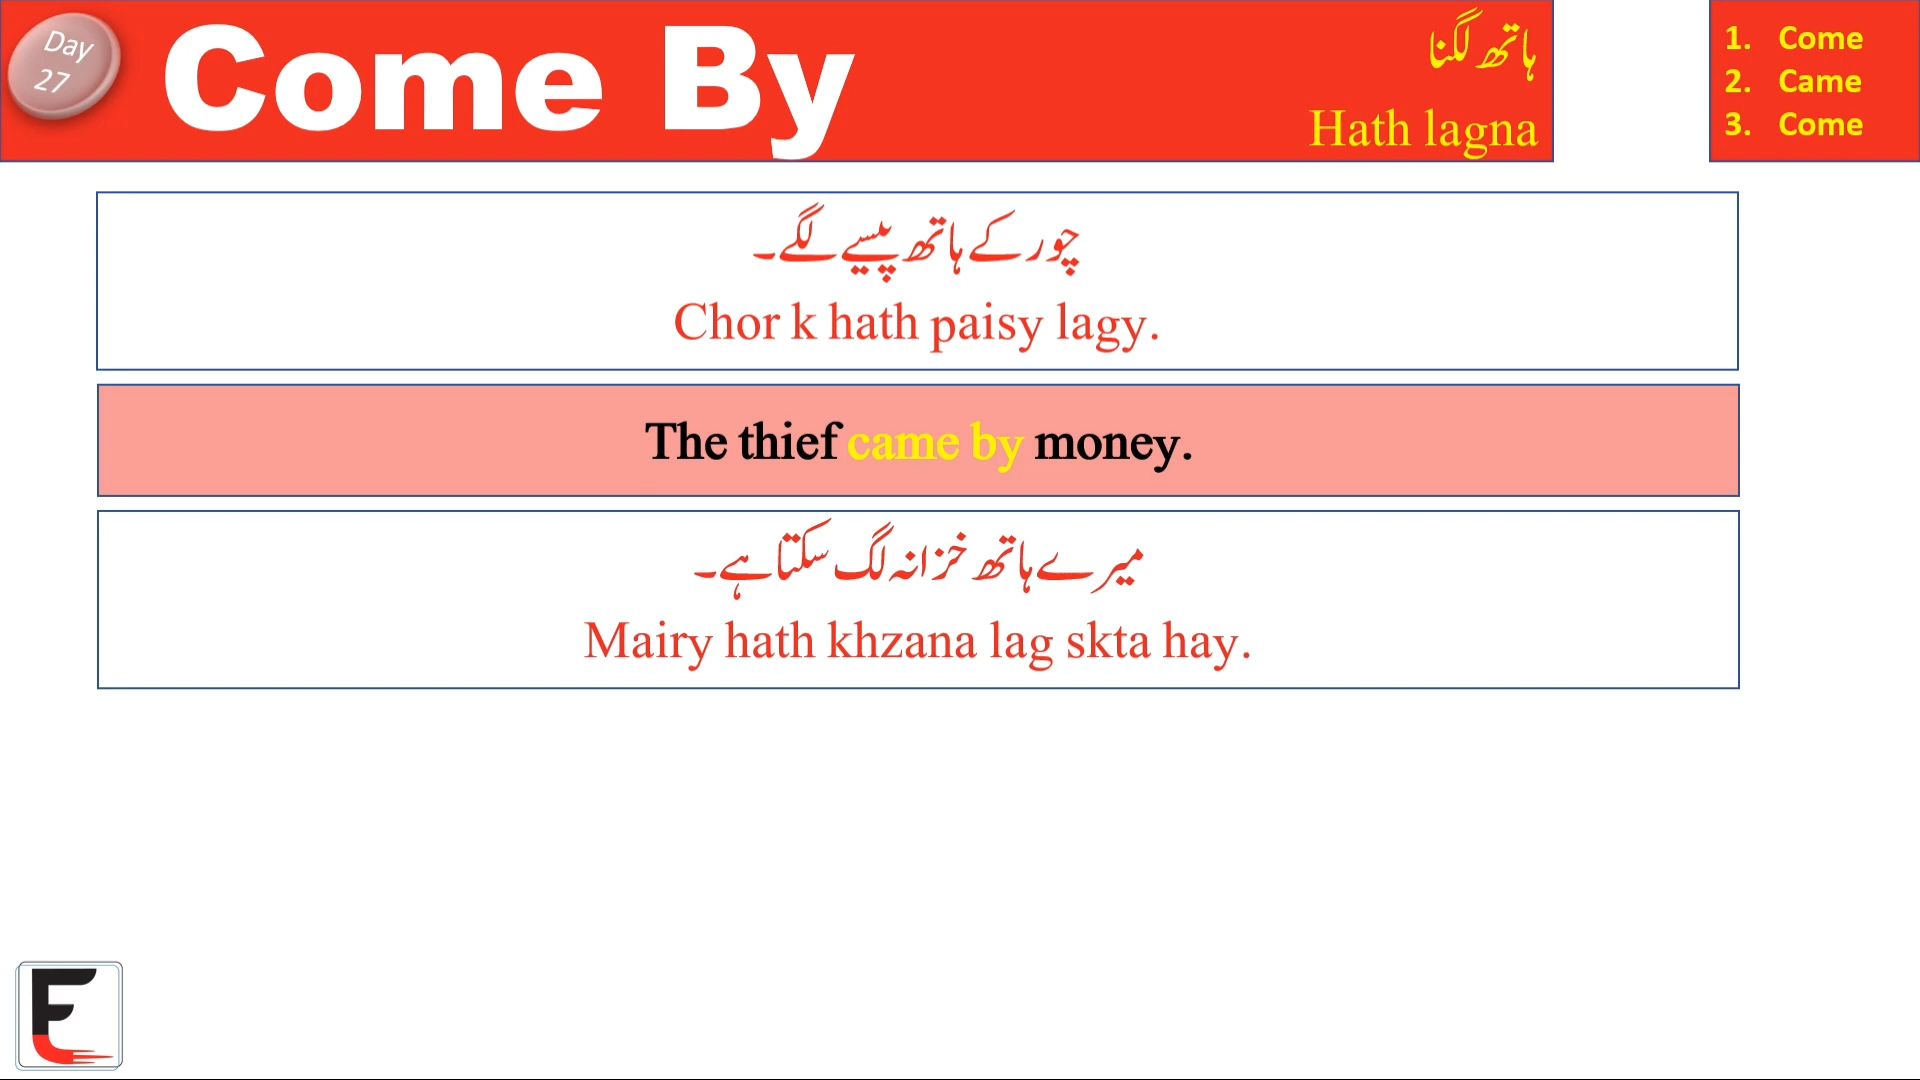 Day
27
Come By
ہاتھ لگنا
Hath lagna
1. Come
2. Came
3. Come
چور کے ہاتھ پیسے لگے۔
Chor k hath paisy lagy.
The thief came by money.
میرے ہاتھ خزانہ لگ سکتا ہے۔
Mairy hath khzana lag skta hay.